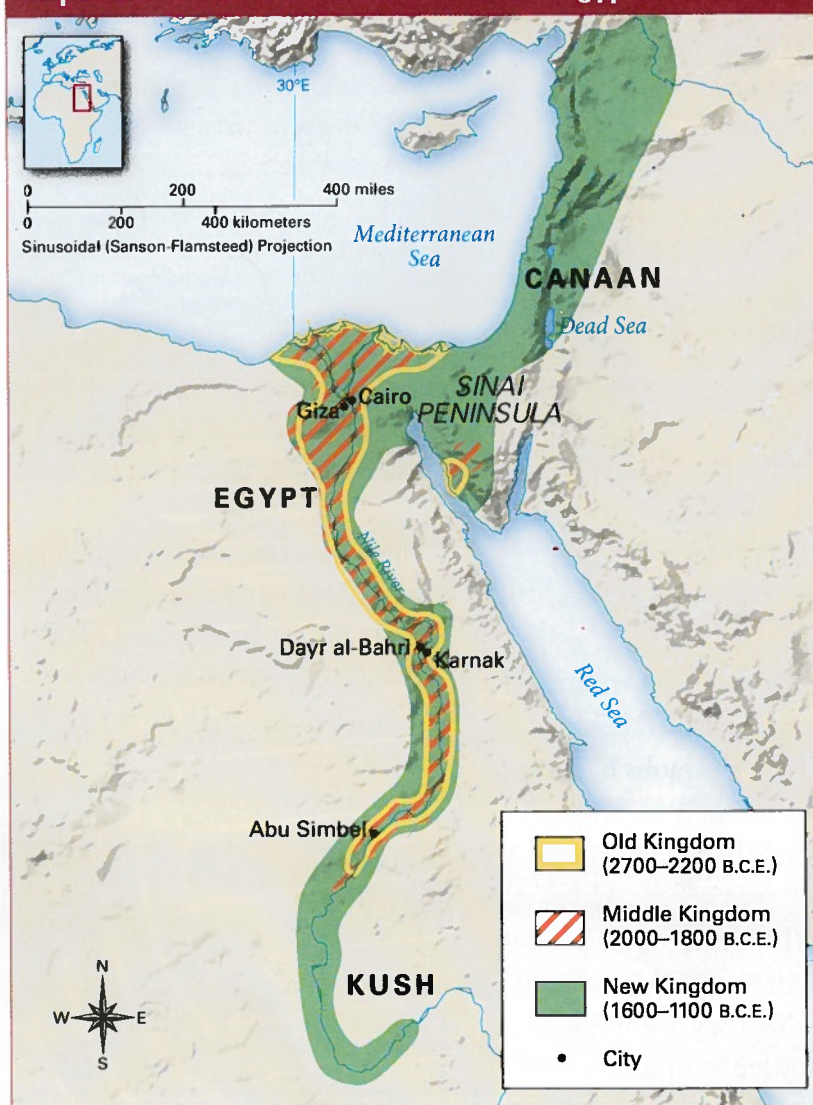 30°E
0 200 400 miles
0 200 400 kilometers
Sinusoidal (Sanson-Flamsteed) Projection
Mediterranean
Sea
CANAAN
Dead Sea
SINAI
PENINSULA
Cairo
Giza
EGYPT
Nile River
Dayr al-Bahri
Karnak
Red Sea
Abu Simbel
KUSH
N
W E
S
Old Kingdom
(2700–2200 B.C.E.)
Middle Kingdom
(2000–1800 B.C.E.)
New Kingdom
(1600–1100 B.C.E.)
City